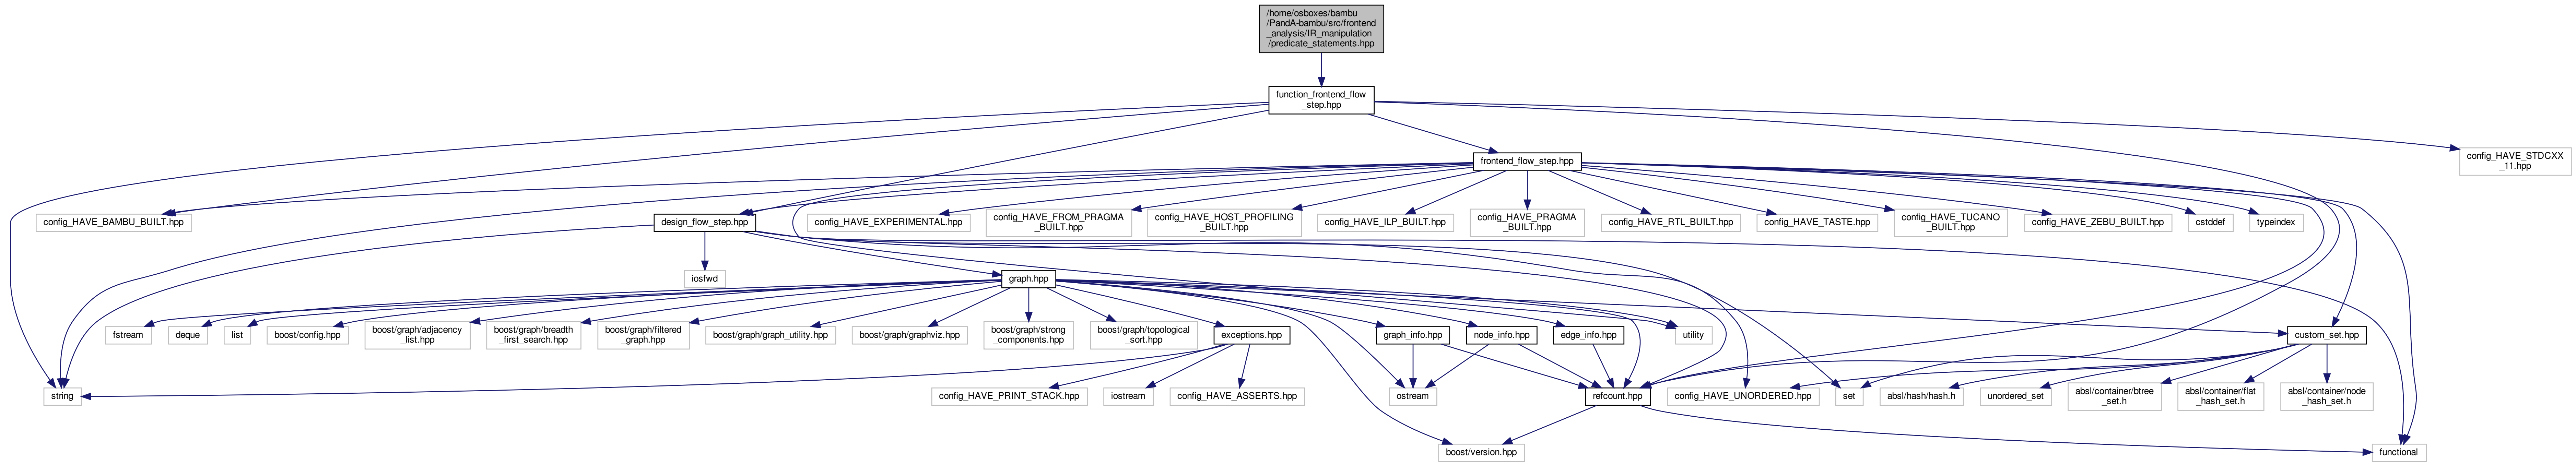 /home/osboxes/bambu
/PandA-bambu/src/frontend
_analysis/IR_manipulation
/predicate_statements.hpp
function_frontend_flow
_step.hpp
frontend_flow_step.hpp
config_HAVE_STDCXX
_11.hpp
config_HAVE_BAMBU_BUILT.hpp
design_flow_step.hpp
config_HAVE_EXPERIMENTAL.hpp
config_HAVE_FROM_PRAGMA
_BUILT.hpp
config_HAVE_HOST_PROFILING
_BUILT.hpp
config_HAVE_ILP_BUILT.hpp
config_HAVE_PRAGMA
_BUILT.hpp
config_HAVE_RTL_BUILT.hpp
config_HAVE_TASTE.hpp
config_HAVE_TUCANO
_BUILT.hpp
config_HAVE_ZEBU_BUILT.hpp
cstddef
typeindex
iosfwd
graph.hpp
fstream
deque
list
boost/config.hpp
boost/graph/adjacency
_list.hpp
boost/graph/breadth
_first_search.hpp
boost/graph/filtered
_graph.hpp
boost/graph/graph_utility.hpp
boost/graph/graphviz.hpp
boost/graph/strong
_components.hpp
boost/graph/topological
_sort.hpp
exceptions.hpp
graph_info.hpp
node_info.hpp
edge_info.hpp
utility
custom_set.hpp
string
config_HAVE_PRINT_STACK.hpp
iostream
config_HAVE_ASSERTS.hpp
ostream
refcount.hpp
config_HAVE_UNORDERED.hpp
set
absl/hash/hash.h
unordered_set
absl/container/btree
_set.h
absl/container/flat
_hash_set.h
absl/container/node
_hash_set.h
boost/version.hpp
functional